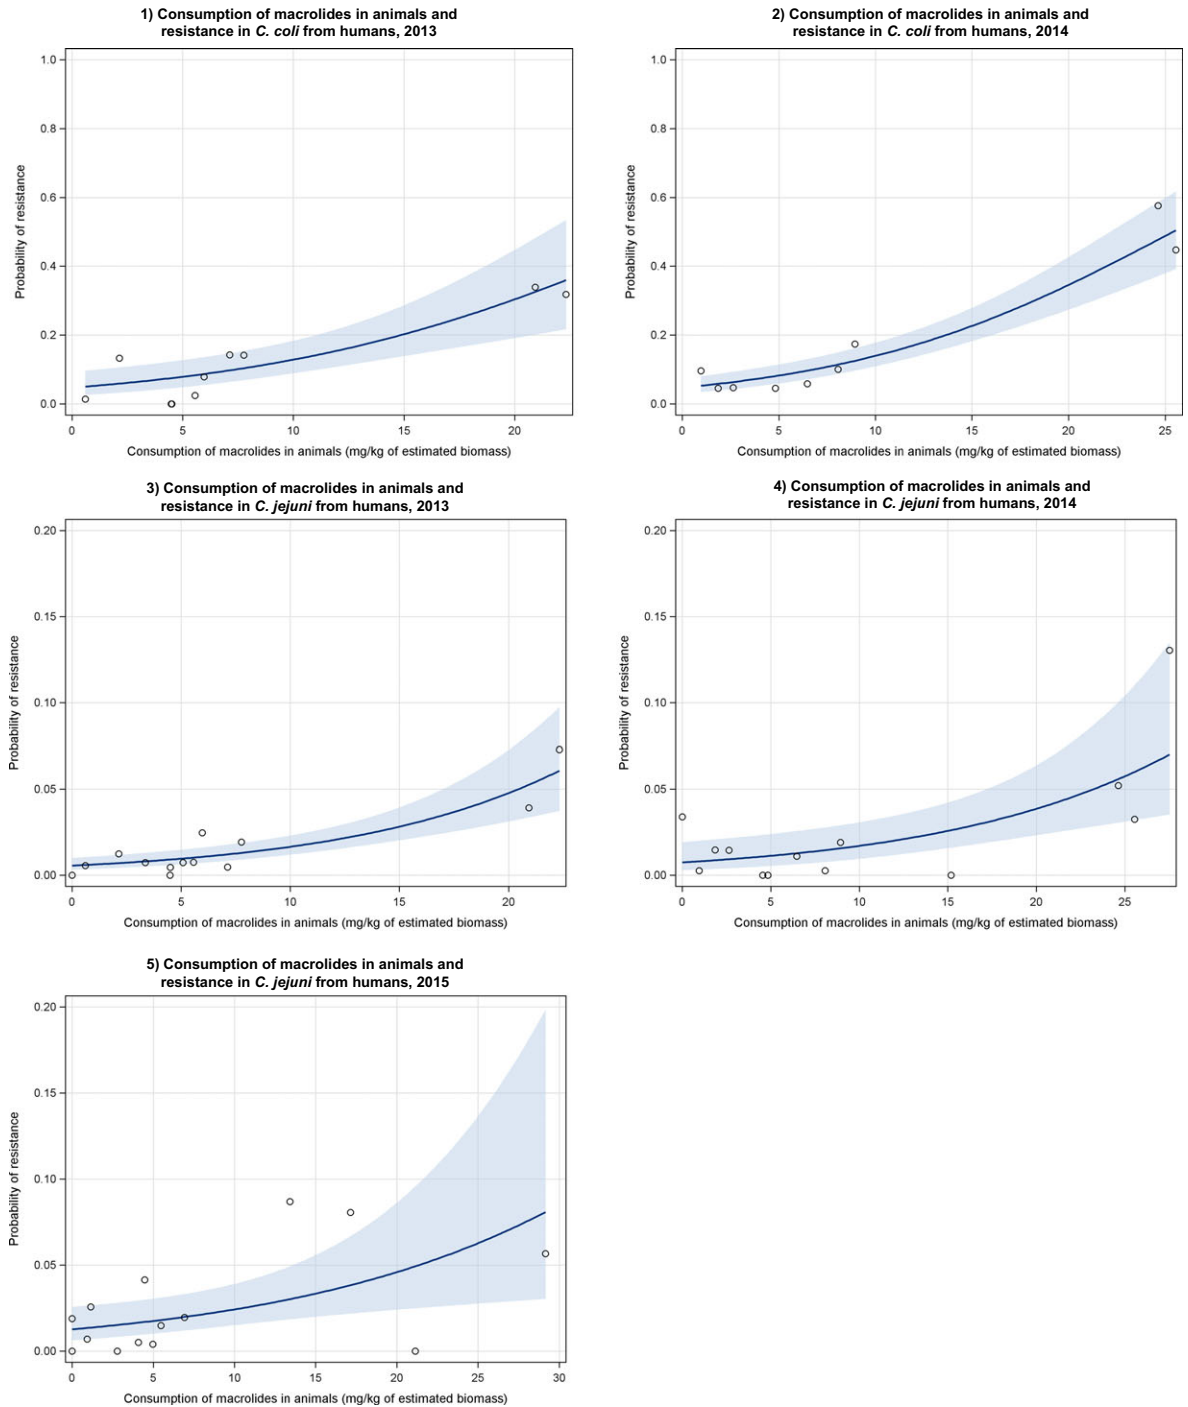 1) Consumption of macrolides in animals and
resistance in C. coli from humans, 2013
1.0
0.8
0.6
0.4
0.2
0.0
Probability of resistance
0 5 10 15 20
Consumption of macrolides in animals (mg/kg of estimated biomass)
2) Consumption of macrolides in animals and
resistance in C. coli from humans, 2014
1.0
0.8
0.6
0.4
0.2
0.0
Probability of resistance
0 5 10 15 20 25
Consumption of macrolides in animals (mg/kg of estimated biomass)
3) Consumption of macrolides in animals and
resistance in C. jejuni from humans, 2013
0.20
0.15
0.10
0.05
0.00
Probability of resistance
0 5 10 15 20
Consumption of macrolides in animals (mg/kg of estimated biomass)
4) Consumption of macrolides in animals and
resistance in C. jejuni from humans, 2014
0.20
0.15
0.10
0.05
0.00
Probability of resistance
0 5 10 15 20 25
Consumption of macrolides in animals (mg/kg of estimated biomass)
5) Consumption of macrolides in animals and
resistance in C. jejuni from humans, 2015
0.20
0.15
0.10
0.05
0.00
Probability of resistance
0 5 10 15 20 25 30
Consumption of macrolides in animals (mg/kg of estimated biomass)